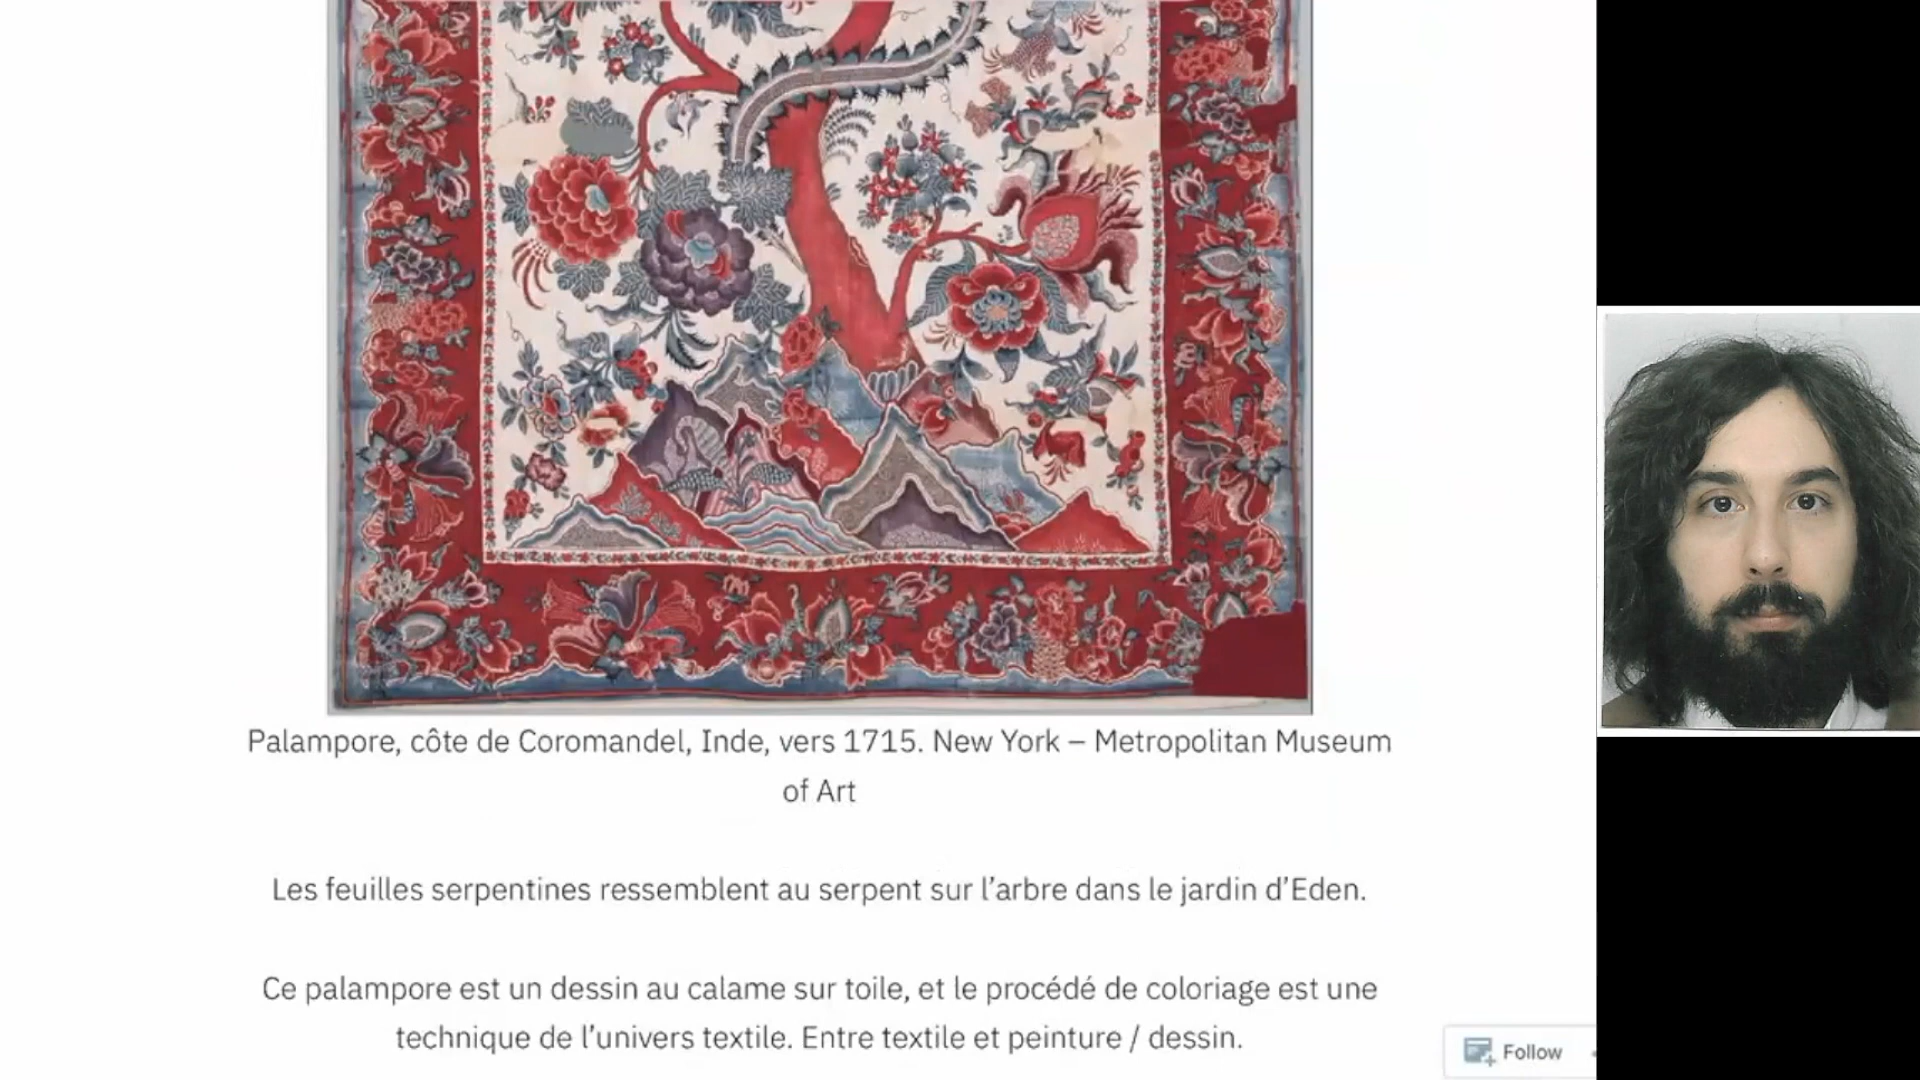 Palampore, côte de Coromandel, Inde, vers 1715. New York – Metropolitan Museum
of Art
Les feuilles serpentines ressemblent au serpent sur l’arbre dans le jardin d’Eden.
Ce palampore est un dessin au calame sur toile, et le procédé de coloriage est une
technique de l’univers textile. Entre textile et peinture / dessin.
Follow